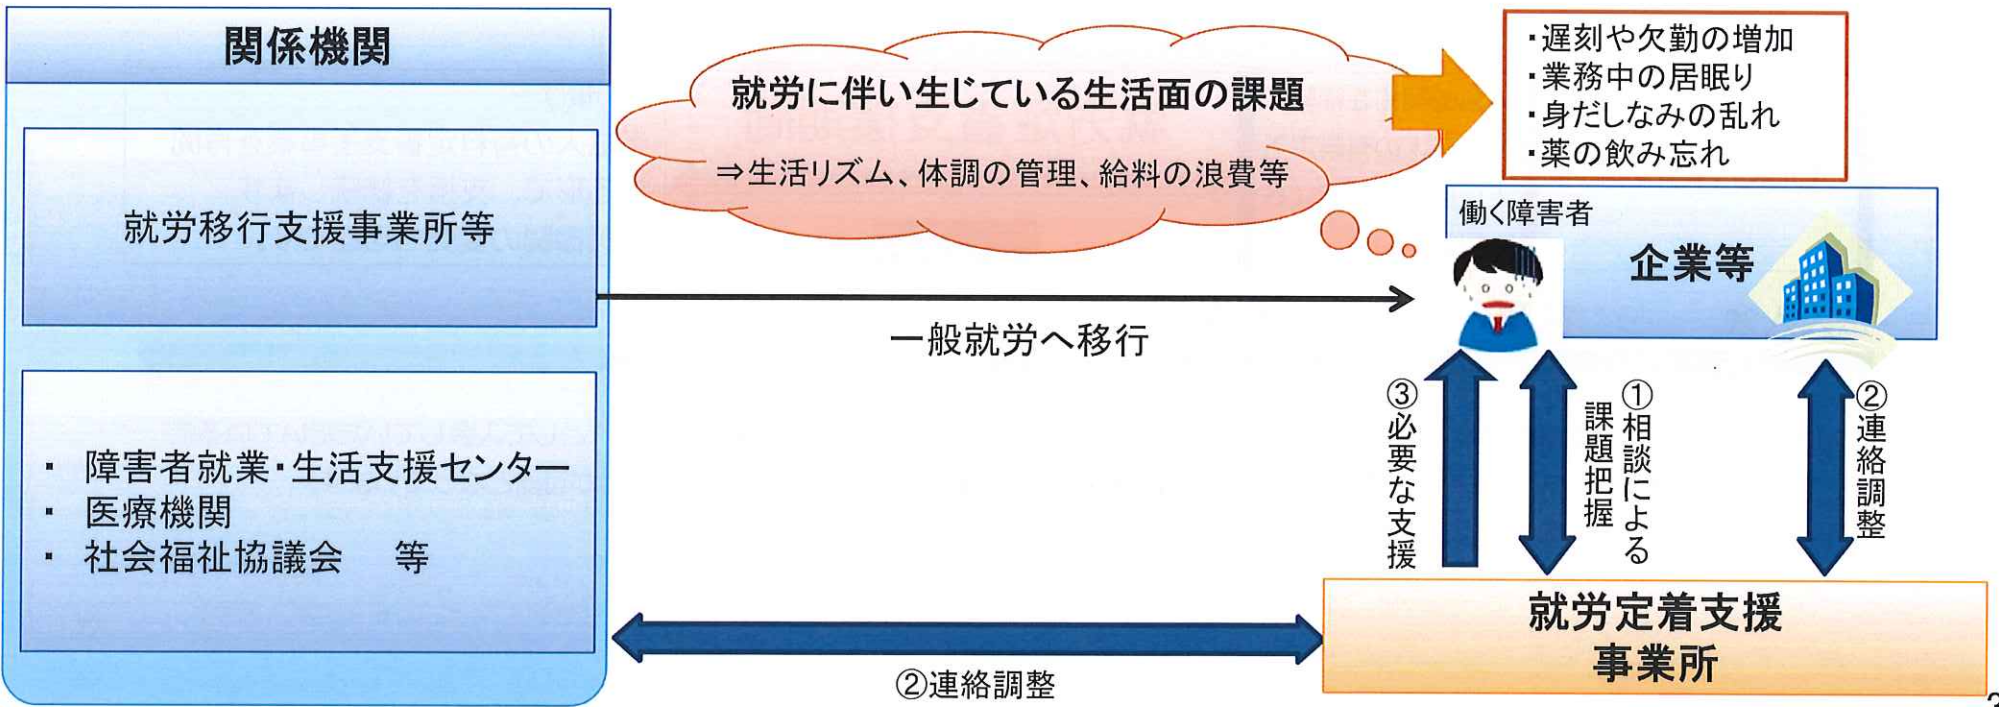 関係機関
就労移行支援事業所等
・ 障害者就業・生活支援センター
・ 医療機関
・ 社会福祉協議会 等
就労に伴い生じている生活面の課題
⇒生活リズム、体調の管理、給料の浪費等
・遅刻や欠勤の増加
・業務中の居眠り
・身だしなみの乱れ
・薬の飲み忘れ
働く障害者
企業等
一般就労へ移行
③必要な支援
①相談による
課題把握
②連絡調整
就労定着支援
事業所
②連絡調整